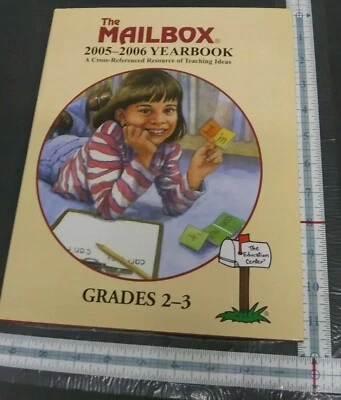 The
MAILBOX®
2005–2006 YEARBOOK
A Cross-Referenced Resource of Teaching Ideas
The
Education
Center®
GRADES 2–3